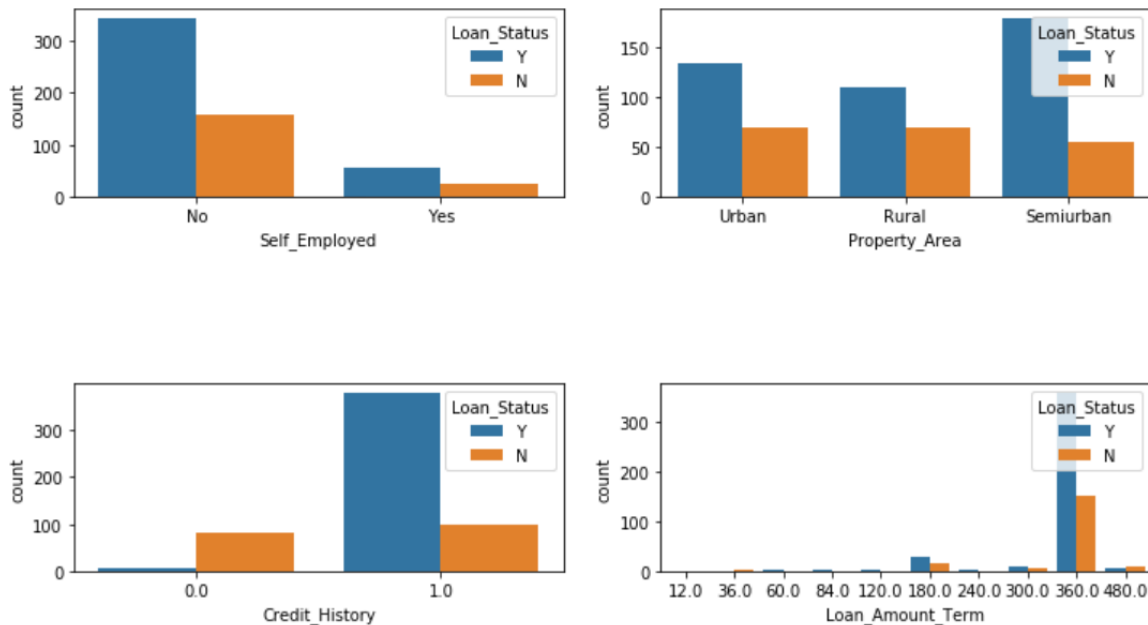 Loan_Status
Y
N
300
200
100
0
count
No Yes
Self_Employed
Loan_Status
Y
N
150
100
50
0
count
Urban Rural Semiurban
Property_Area
Loan_Status
Y
N
300
200
100
0
count
0.0 1.0
Credit_History
Loan_Status
Y
N
300
200
100
0
count
12.0 36.0 60.0 84.0 120.0 180.0 240.0 300.0 360.0 480.0
Loan_Amount_Term